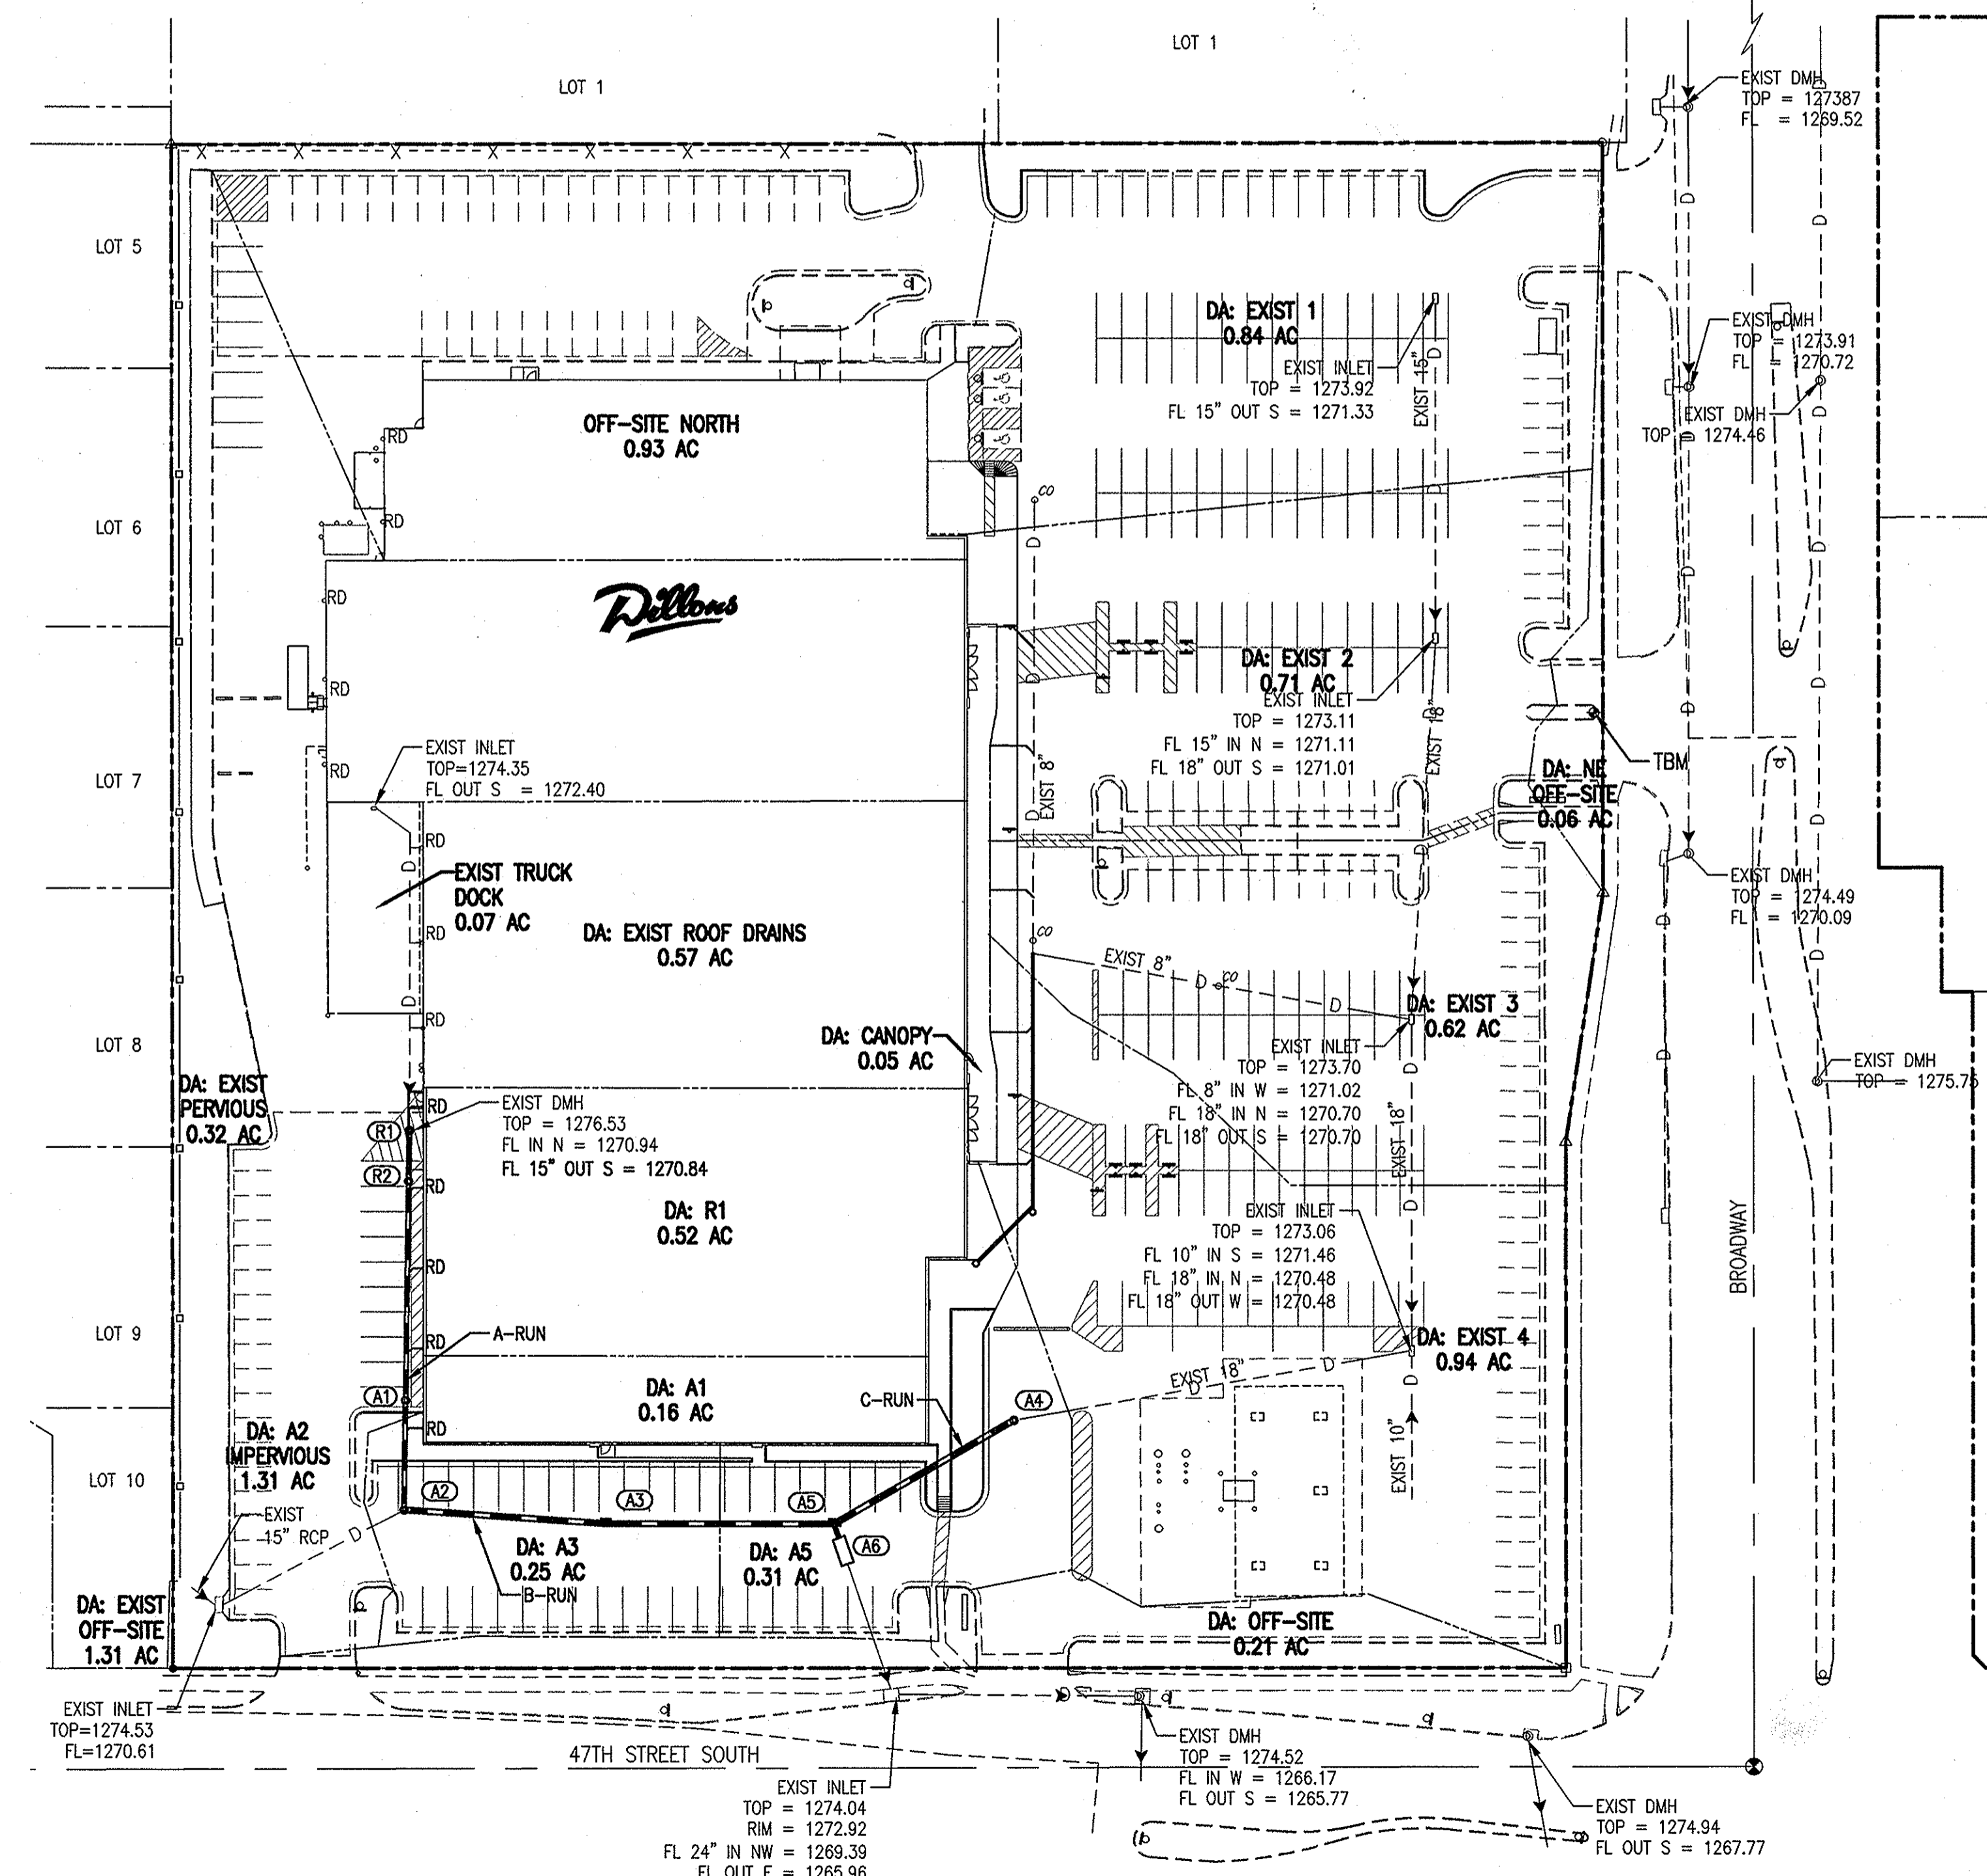 LOT 1
LOT 1
EXIST DMH
TOP = 127387
FL = 1269.52
LOT 5
DA: EXIST 1
0.84 AC
EXIST INLET
TOP = 1273.92
FL 15" OUT S = 1271.33
EXIST 15"
D
EXIST DMH
TOP = 1273.91
FL = 1270.72
EXIST DMH
TOP = 1274.46
OFF-SITE NORTH
0.93 AC
RD
RD
CO
LOT 6
Dillons
RD
RD
RD
DA: EXIST 2
0.71 AC
EXIST INLET
TOP = 1273.11
FL 15" IN N = 1271.11
FL 18" OUT S = 1271.01
EXIST 18"
TBM
LOT 7
EXIST INLET
TOP=1274.35
FL OUT S = 1272.40
EXIST 8"
DA: NE
OFF-SITE
0.06 AC
RD
EXIST TRUCK
DOCK
0.07 AC
EXIST DMH
TOP = 1274.49
FL = 1270.09
RD
DA: EXIST ROOF DRAINS
0.57 AC
CO
EXIST 8"
D
CO
D
RD
DA: EXIST 3
0.62 AC
LOT 8
DA: CANOPY
0.05 AC
EXIST INLET
TOP = 1273.70
FL 8" IN W = 1271.02
FL 18" IN N = 1270.70
FL 18" OUT S = 1270.70
EXIST 18"
EXIST DMH
TOP = 1275.75
DA: EXIST
PERVIOUS
0.32 AC
RD
EXIST DMH
TOP = 1276.53
FL IN N = 1270.94
FL 15" OUT S = 1270.84
R1
R2
RD
DA: R1
0.52 AC
EXIST INLET
TOP = 1273.06
FL 10" IN S = 1271.46
FL 18" IN N = 1270.48
FL 18" OUT W = 1270.48
BROADWAY
RD
LOT 9
RD
A-RUN
DA: EXIST 4
0.94 AC
EXIST 18"
D
D
A1
DA: A1
0.16 AC
C-RUN
A4
RD
DA: A2
IMPERVIOUS
1.31 AC
LOT 10
EXIST 10"
A2
A3
A5
EXIST
15" RCP
D
DA: A3
0.25 AC
B-RUN
DA: A5
0.31 AC
A6
DA: EXIST
OFF-SITE
1.31 AC
DA: OFF-SITE
0.21 AC
EXIST INLET
TOP=1274.53
FL=1270.61
47TH STREET SOUTH
EXIST DMH
TOP = 1274.52
FL IN W = 1266.17
FL OUT S = 1265.77
EXIST INLET
TOP = 1274.04
RIM = 1272.92
FL 24" IN NW = 1269.39
FL OUT E = 1265.96
EXIST DMH
TOP = 1274.94
FL OUT S = 1267.77